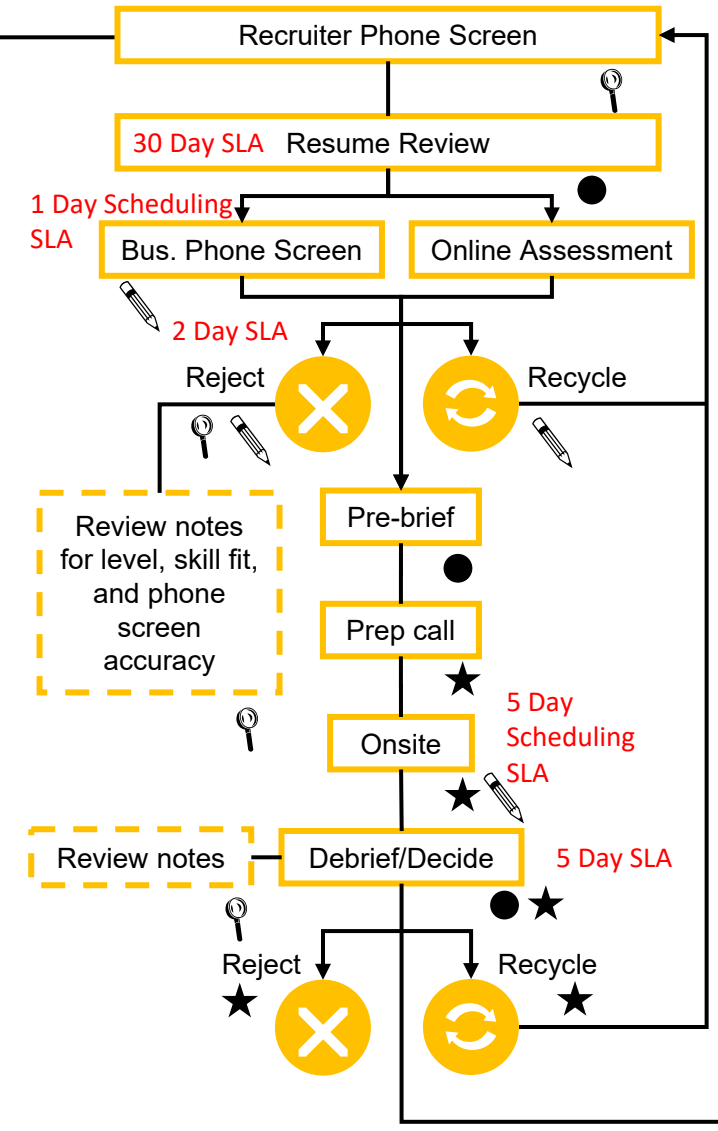 Recruiter Phone Screen
30 Day SLA Resume Review
1 Day Scheduling
SLA
Bus. Phone Screen
Online Assessment
2 Day SLA
Reject
Recycle
Pre-brief
Review notes
for level, skill fit,
and phone
screen
accuracy
Prep call
5 Day
Scheduling
SLA
Onsite
Review notes
Debrief/Decide
5 Day SLA
Reject
Recycle